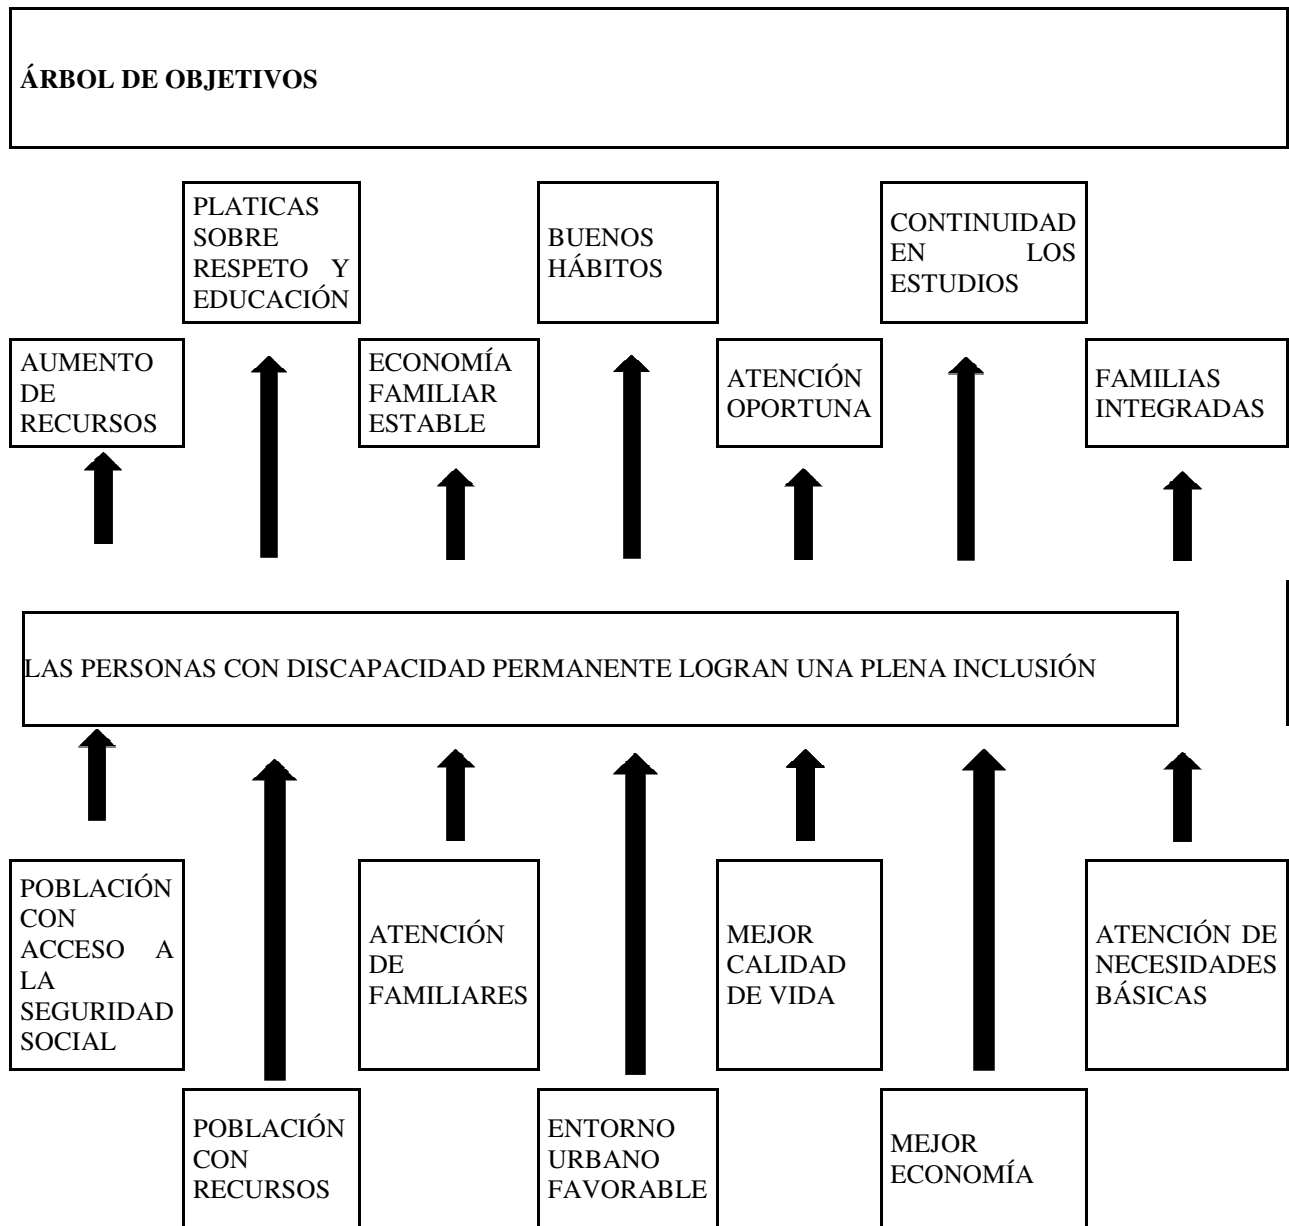 ÁRBOL DE OBJETIVOS
PLATICAS
SOBRE
RESPETO Y
EDUCACIÓN
BUENOS
HÁBITOS
CONTINUIDAD
EN LOS
ESTUDIOS
AUMENTO
DE
RECURSOS
ECONOMÍA
FAMILIAR
ESTABLE
ATENCIÓN
OPORTUNA
FAMILIAS
INTEGRADAS
LAS PERSONAS CON DISCAPACIDAD PERMANENTE LOGRAN UNA PLENA INCLUSIÓN
POBLACIÓN
CON
ACCESO A
LA
SEGURIDAD
SOCIAL
ATENCIÓN
DE
FAMILIARES
MEJOR
CALIDAD
DE VIDA
ATENCIÓN DE
NECESIDADES
BÁSICAS
POBLACIÓN
CON
RECURSOS
ENTORNO
URBANO
FAVORABLE
MEJOR
ECONOMÍA